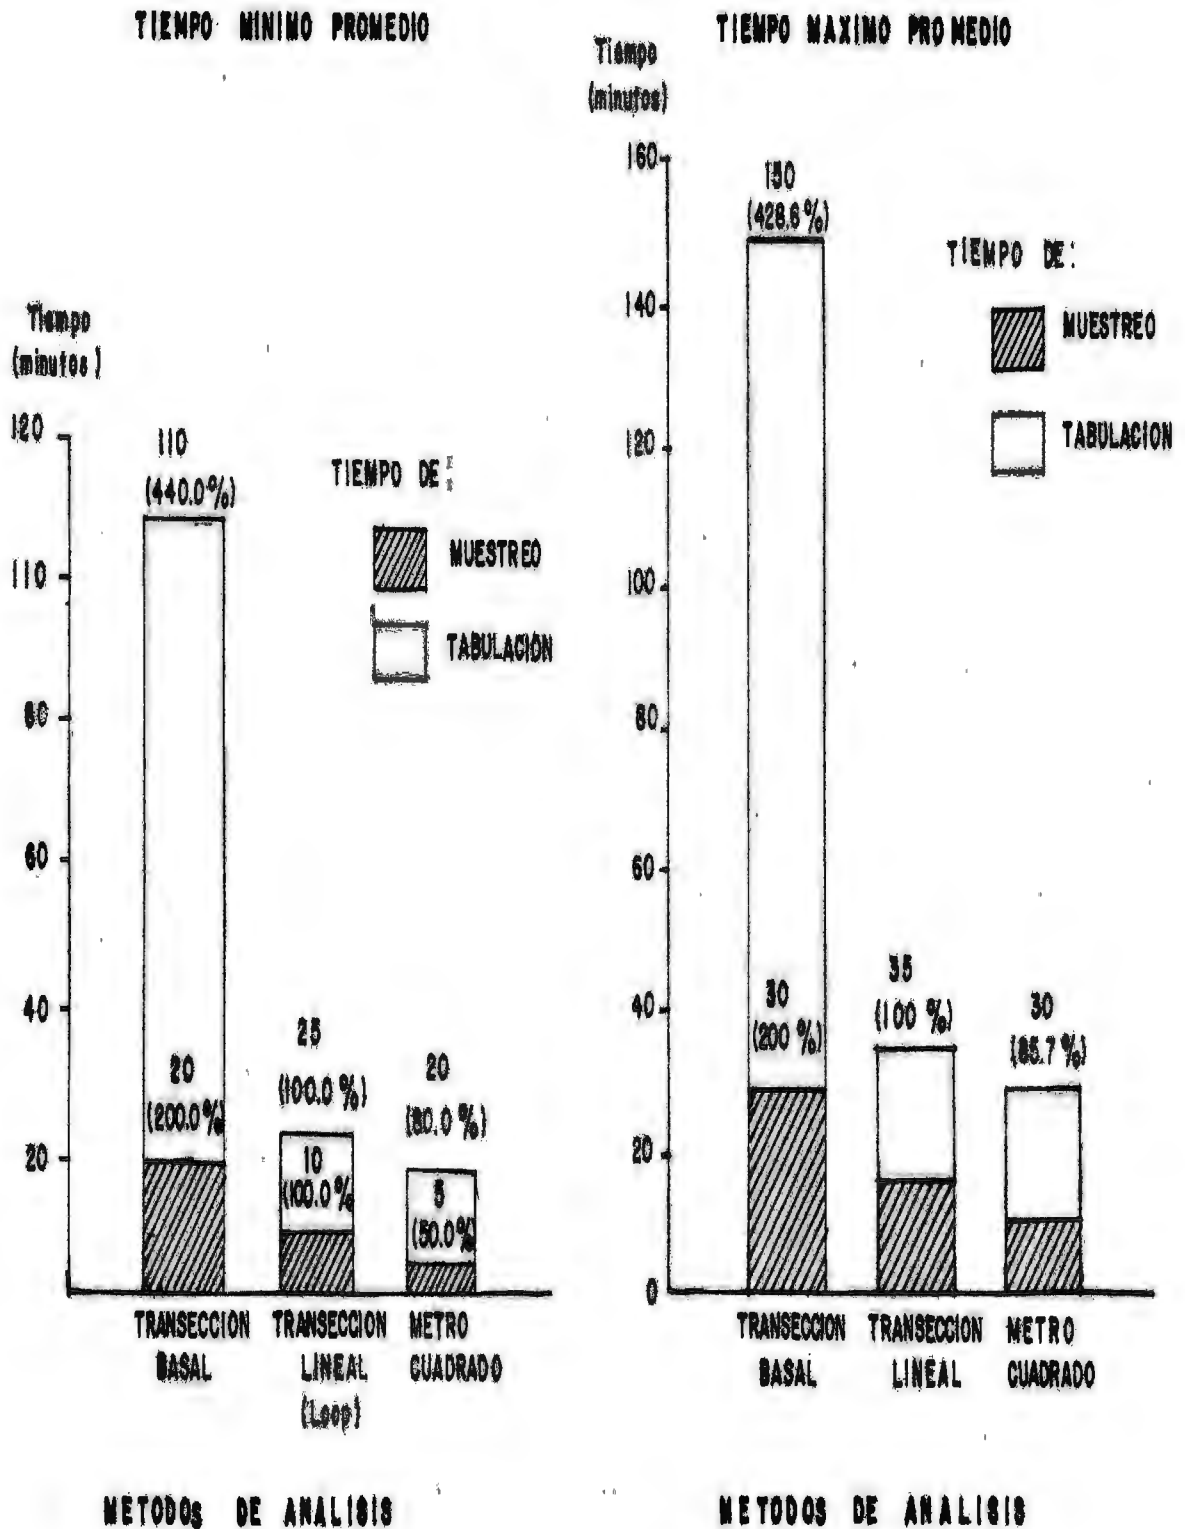 TIEMPO MINIMO PROMEDIO
Tiempo
(minutos)
120
110
80
60
40
20
110
(440.0%)
20
(200.0%)
25
(100.0%)
10
(100.0%
20
(80.0%)
5
(50.0%
TIEMPO DE:
MUESTREO
TABULACIÓN
TRANSECCION
BASAL
TRANSECCION
LINEAL
(Loop)
METRO
CUADRADO
METODOS DE ANALISIS
TIEMPO MAXIMO PROMEDIO
Tiempo
(minutos)
160
140
120
100
80
60
40
20
0
150
(428.6%)
30
(200%)
35
(100%)
30
(85.7%)
TIEMPO DE:
MUESTREO
TABULACION
TRANSECCION
BASAL
TRANSECCION
LINEAL
METRO
CUADRADO
METODOS DE ANALISIS